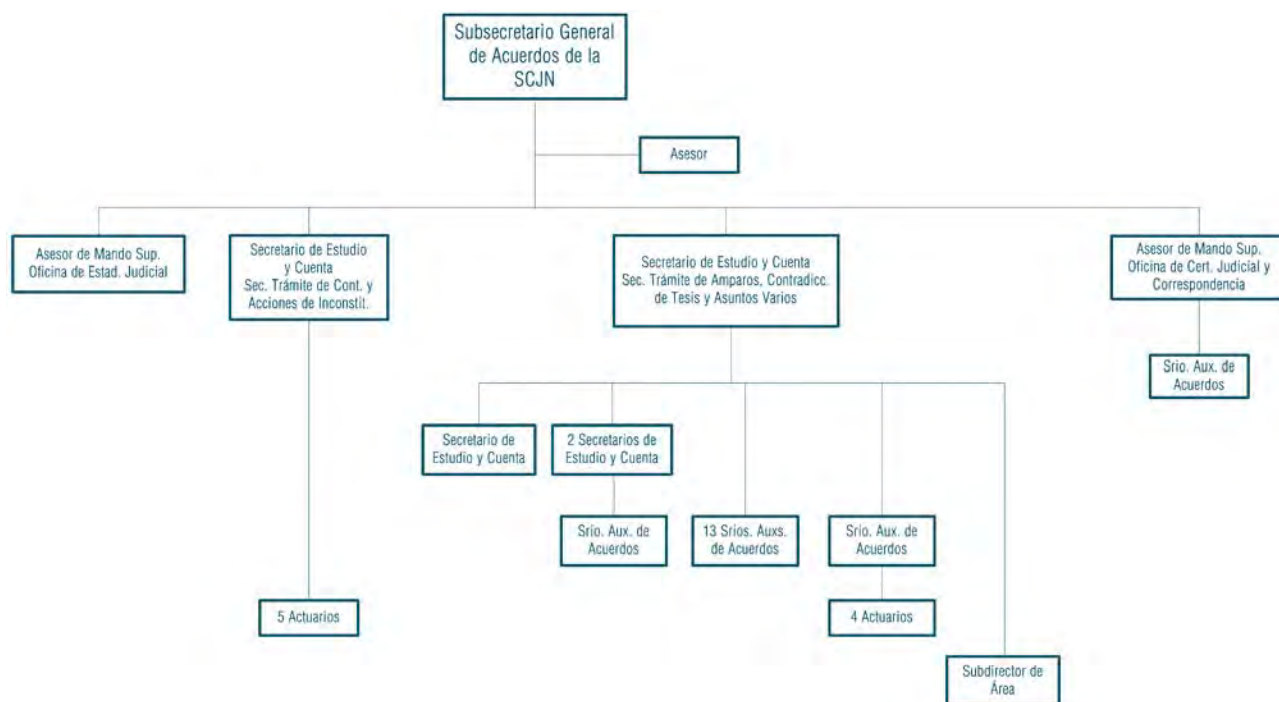 Subsecretario General
de Acuerdos de la
SCJN
Asesor
Asesor de Mando Sup.
Oficina de Estad. Judicial
Secretario de Estudio
y Cuenta
Sec. Trámite de Cont. y
Acciones de Inconstit.
Secretario de Estudio y Cuenta
Sec. Trámite de Amparos, Contradicc.
de Tesis y Asuntos Varios
Asesor de Mando Sup.
Oficina de Cert. Judicial y
Correspondencia
Srio. Aux. de
Acuerdos
Secretario de
Estudio y Cuenta
2 Secretarios de
Estudio y Cuenta
Srio. Aux. de
Acuerdos
13 Srios. Auxs.
de Acuerdos
Srio. Aux. de
Acuerdos
5 Actuarios
4 Actuarios
Subdirector de
Área